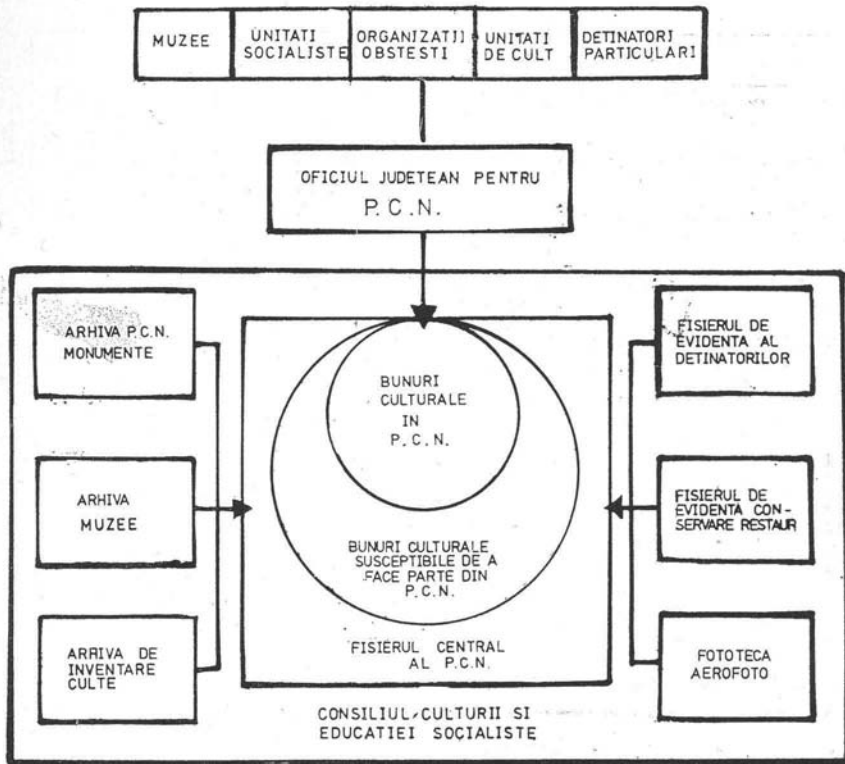 MUZEE
UNITATI
SOCIALISTE
ORGANIZATII
OBSTESTI
UNITATI
DE CULT
DETINATORI
PARTICULARI
OFICIUL JUDETEAN PENTRU
P.C.N.
ARHIVA P.C.N.
MONUMENTE
ARHIVA
MUZEE
ARRIVA DE
INVENTARE
CULTE
BUNURI
CULTURALE
IN
P.C.N.
BUNURI CULTURALE
SUSCEPTIBILE DE A
FACE PARTE DIN
P.C.N.
FISIERUL CENTRAL
AL P.C.N.
FISIERUL DE
EVIDENTA AL
DETINATORILOR
FISIERUL DE
EVIDENTA CON-
SERVARE RESTAUR
FOTOTECA
AEROFOTO
CONSILIUL CULTURII SI
EDUCATIEI SOCIALISTE